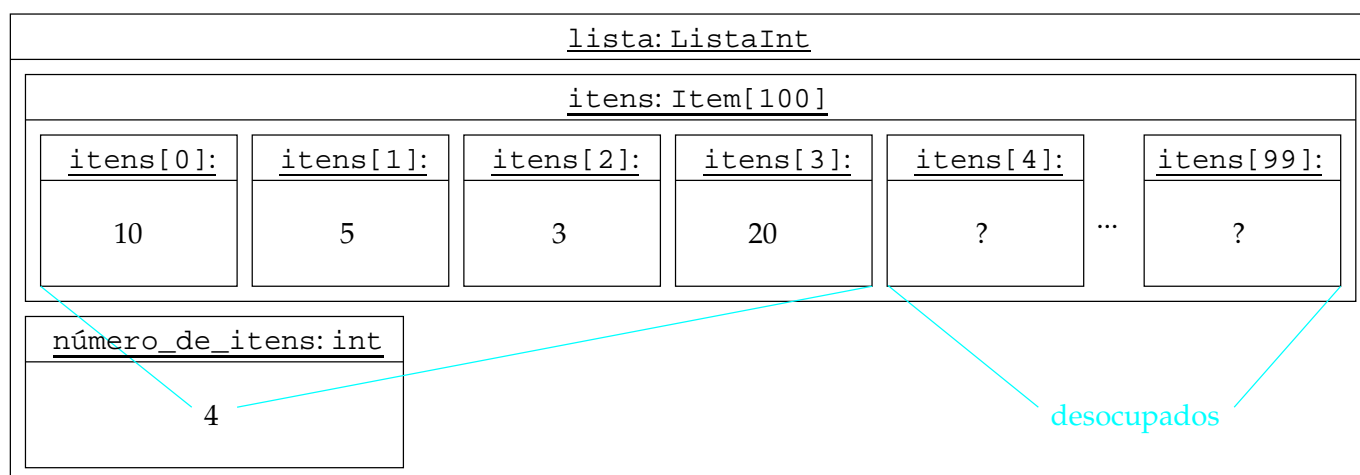 lista: ListaInt
itens: Item[100]
itens[0]: itens[1]: itens[2]: itens[3]: itens[4]: itens[99]:
10 5 3 20 ? ... ?
número_de_itens: int
4 desocupados